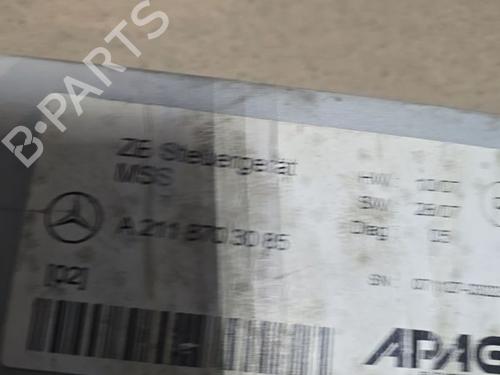 B-PARTS
ZE Steuergerät
MSS
A 211 870 30 85
[02]
HW : 10/07
SW : 28/07
Diag : 05
SN :
APAG